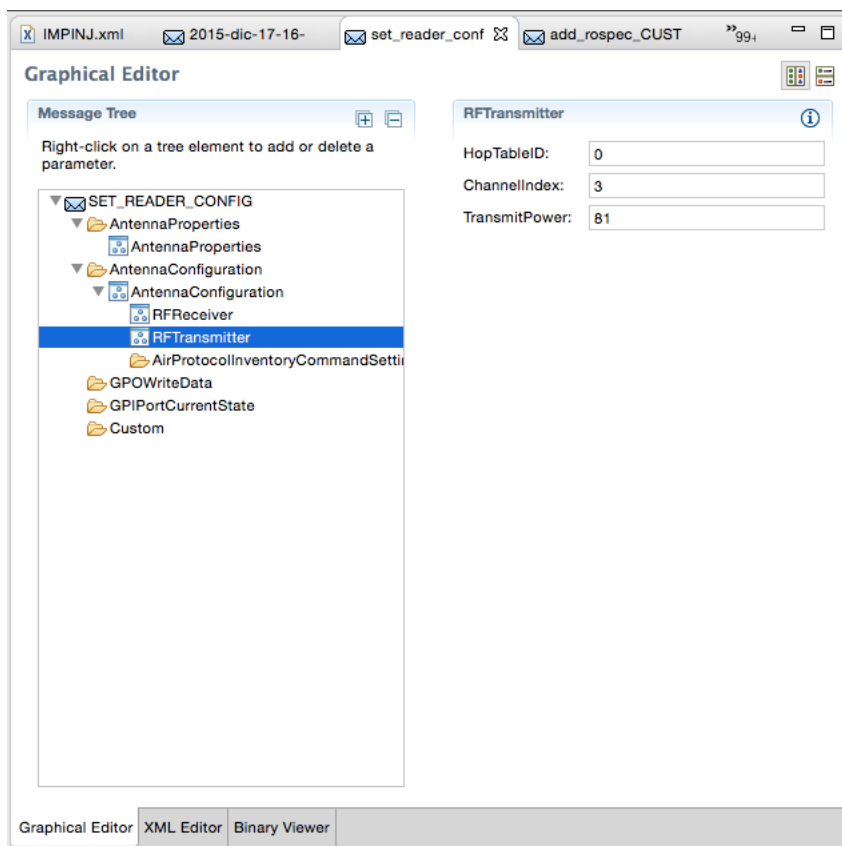 IMPINJ.xml 2015-dic-17-16- set_reader_conf add_rospec_CUST »99+
Graphical Editor
Message Tree
Right-click on a tree element to add or delete a
parameter.
SET_READER_CONFIG
AntennaProperties
AntennaProperties
AntennaConfiguration
AntennaConfiguration
RFReceiver
RFTransmitter
AirProtocolInventoryCommandSetti
GPOWriteData
GPIPortCurrentState
Custom
RFTransmitter
HopTableID: 0
ChannelIndex: 3
TransmitPower: 81
Graphical Editor XML Editor Binary Viewer